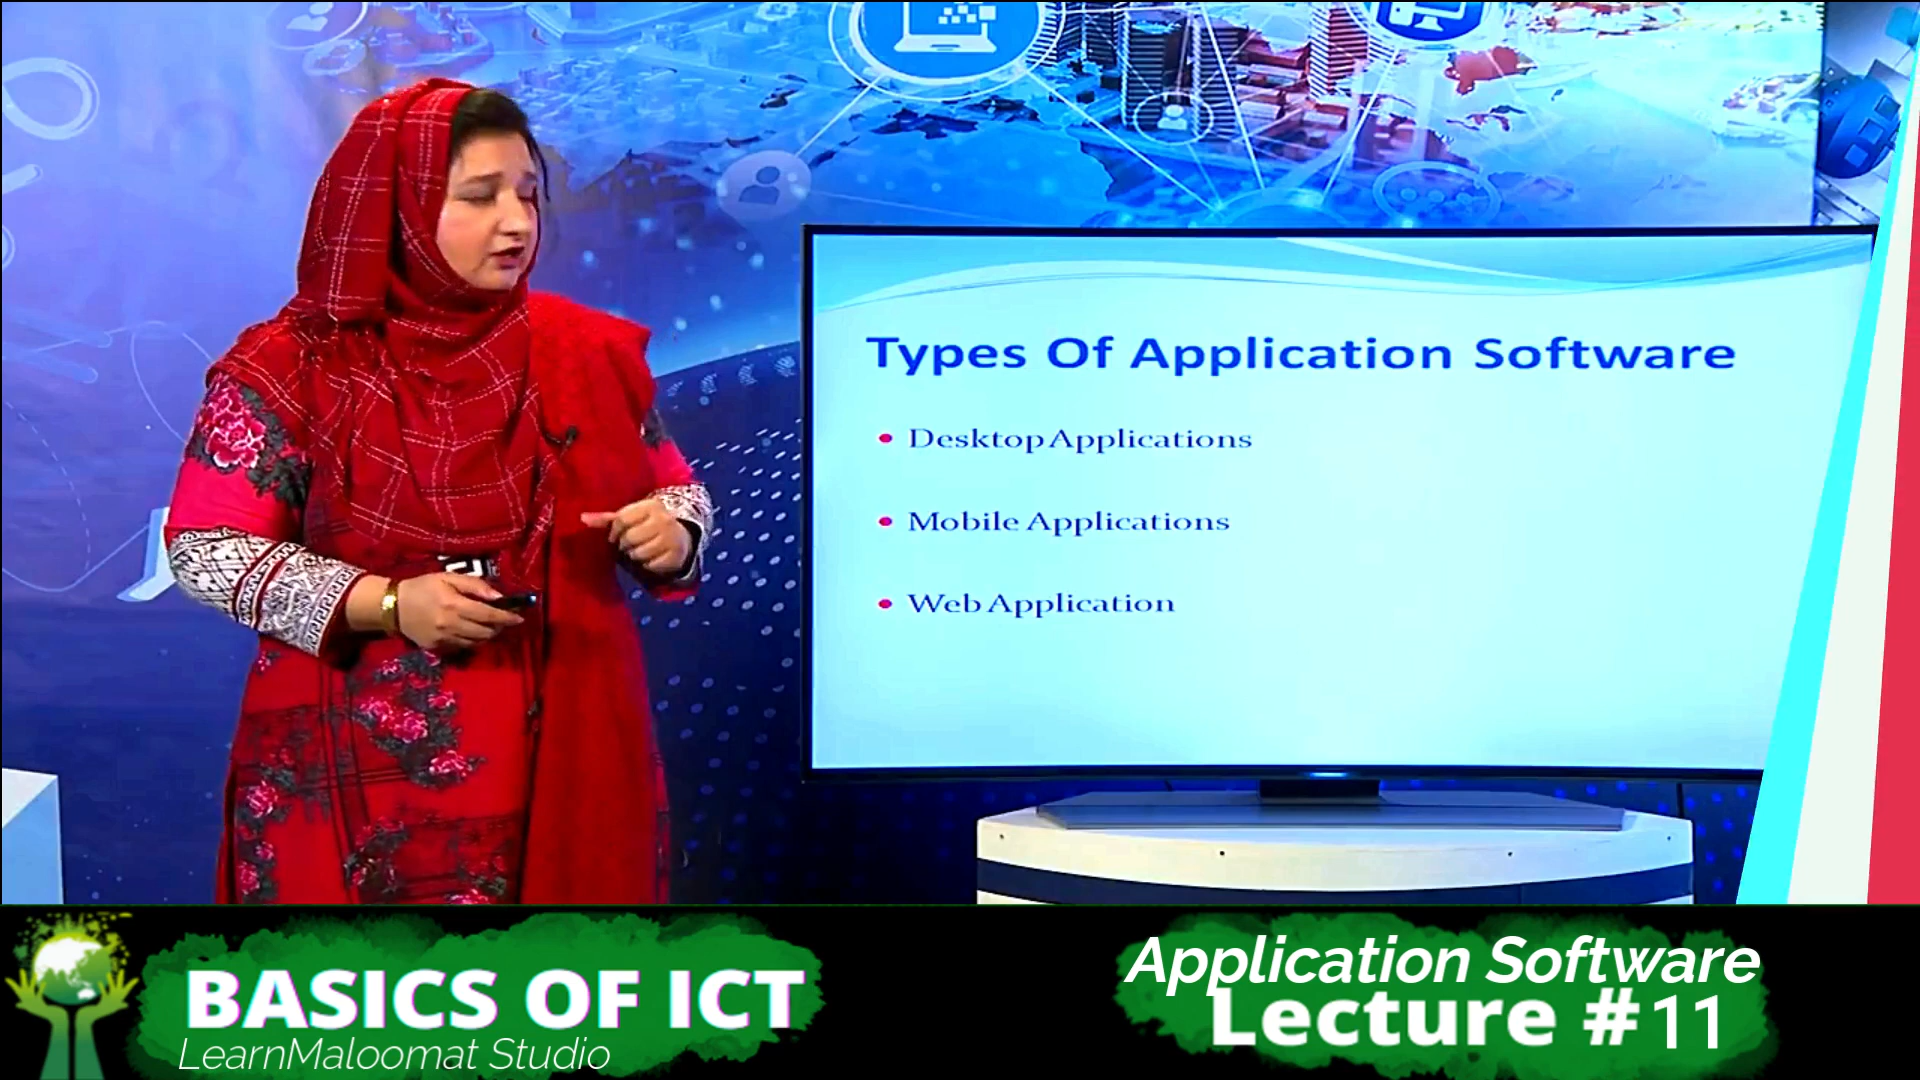 Types Of Application Software
• Desktop Applications
• Mobile Applications
• Web Application
BASICS OF ICT
LearnMaloomat Studio
Application Software
Lecture #11